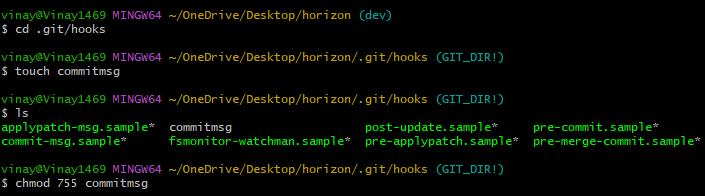 vinay@Vinay1469 MINGW64 ~/OneDrive/Desktop/horizon (dev)
$ cd .git/hooks
vinay@Vinay1469 MINGW64 ~/OneDrive/Desktop/horizon/.git/hooks (GIT_DIR!)
$ touch commitmsg
vinay@Vinay1469 MINGW64 ~/OneDrive/Desktop/horizon/.git/hooks (GIT_DIR!)
$ ls
applypatch-msg.sample* commitmsg post-update.sample* pre-commit.sample*
commit-msg.sample* fsmonitor-watchman.sample* pre-applypatch.sample* pre-merge-commit.sample*
vinay@Vinay1469 MINGW64 ~/OneDrive/Desktop/horizon/.git/hooks (GIT_DIR!)
$ chmod 755 commitmsg